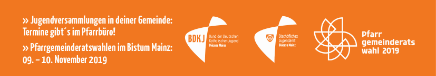 » Jugendversammlungen in deiner Gemeinde:
Termine gibt´s im Pfarrbüro!
» Pfarrgemeinderatswahlen im Bistum Mainz:
09. – 10. November 2019
BDKJ
Pfarr
gemeinderats
wahl 2019